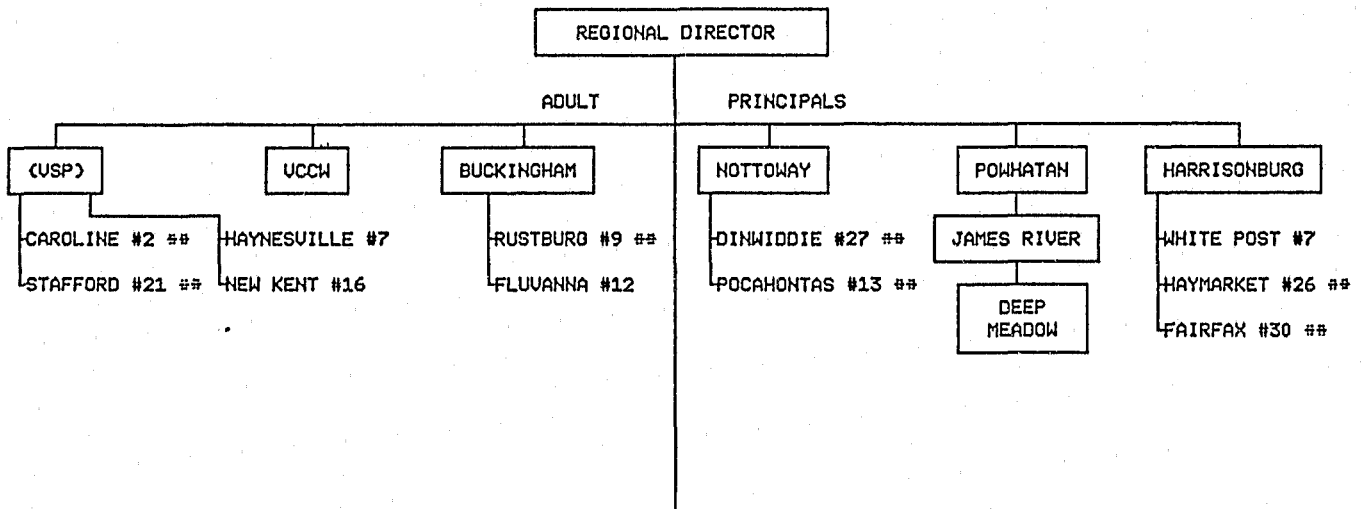 REGIONAL DIRECTOR
ADULT PRINCIPALS
(VSP) VCCW BUCKINGHAM NOTTOWAY POWHATAN HARRISONBURG
CAROLINE #2 ## HAYNESVILLE #7 RUSTBURG #9 ## DINWIDDIE #27 ## JAMES RIVER WHITE POST #7
STAFFORD #21 ## NEW KENT #16 FLUVANNA #12 POCAHONTAS #13 ## DEEP MEADOW HAYMARKET #26 ##
FAIRFAX #30 ##